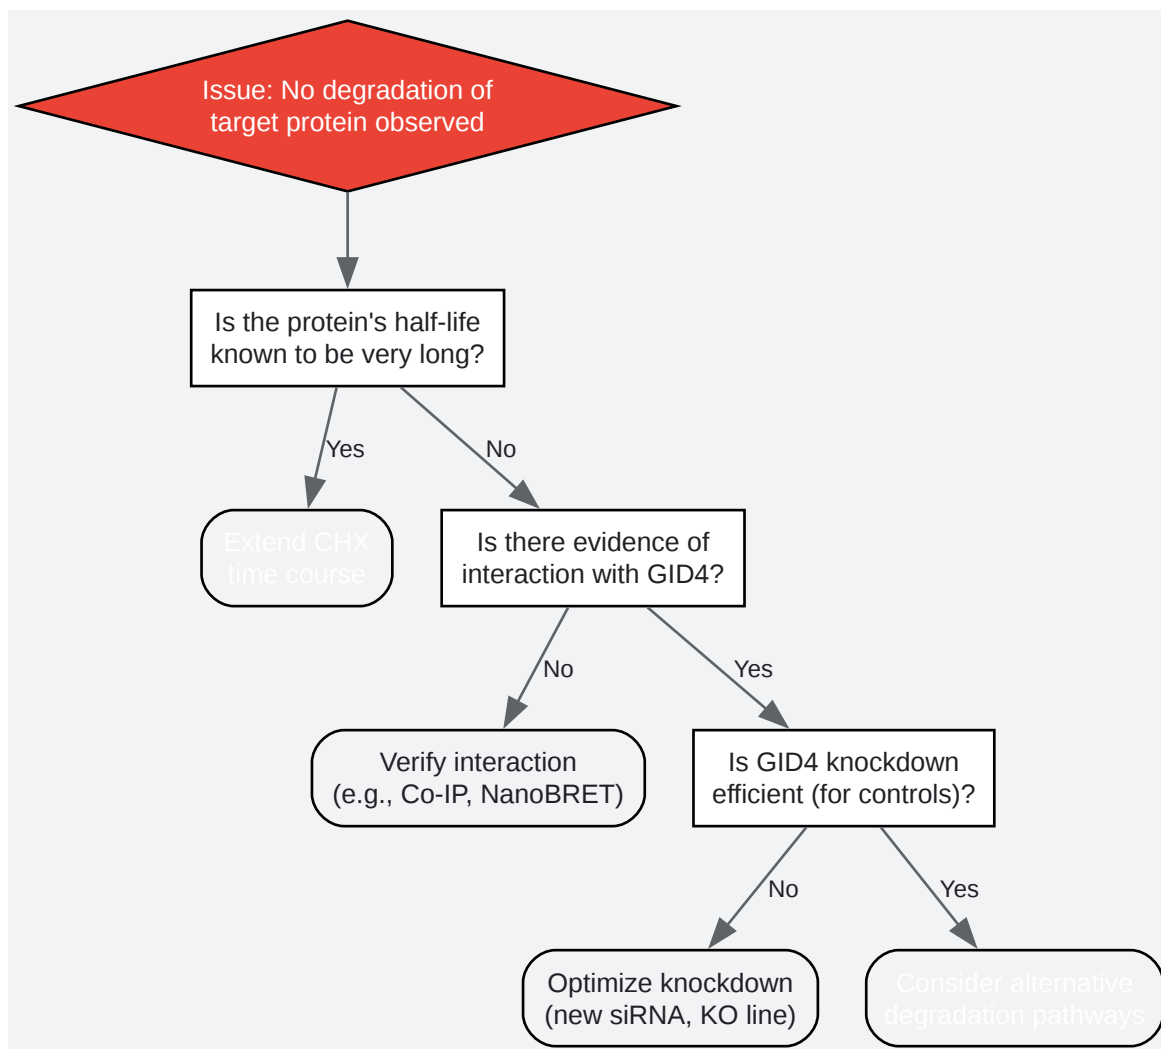 Issue: No degradation of
target protein observed
Is the protein's half-life
known to be very long?
Yes
No
Extend CHX
time course
Is there evidence of
interaction with GID4?
No
Yes
Verify interaction
(e.g., Co-IP, NanoBRET)
Is GID4 knockdown
efficient (for controls)?
No
Yes
Optimize knockdown
(new siRNA, KO line)
Consider alternative
degradation pathways